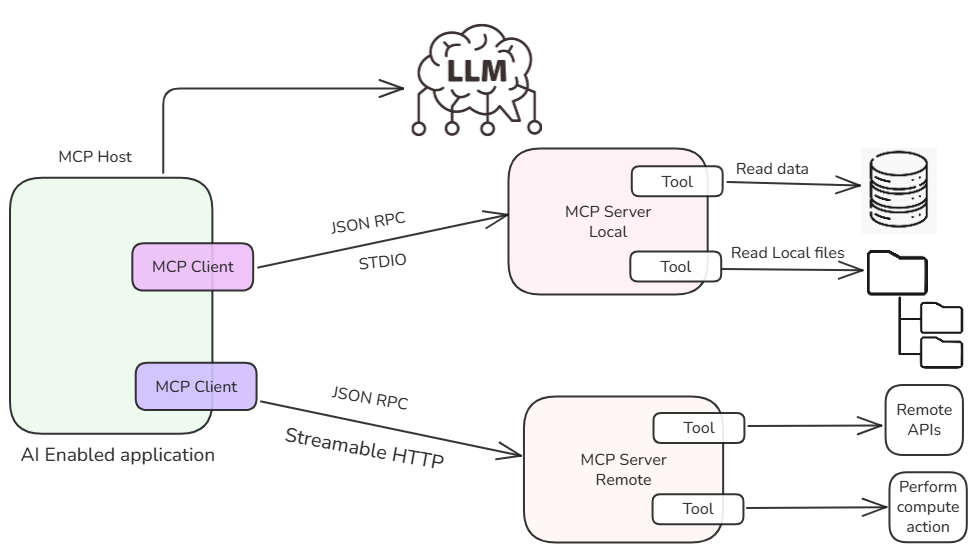 LLM
MCP Host
MCP Client
MCP Client
AI Enabled application
JSON RPC
STDIO
MCP Server
Local
Tool
Tool
Read data
Read Local files
JSON RPC
Streamable HTTP
MCP Server
Remote
Tool
Tool
Remote
APIs
Perform
compute
action